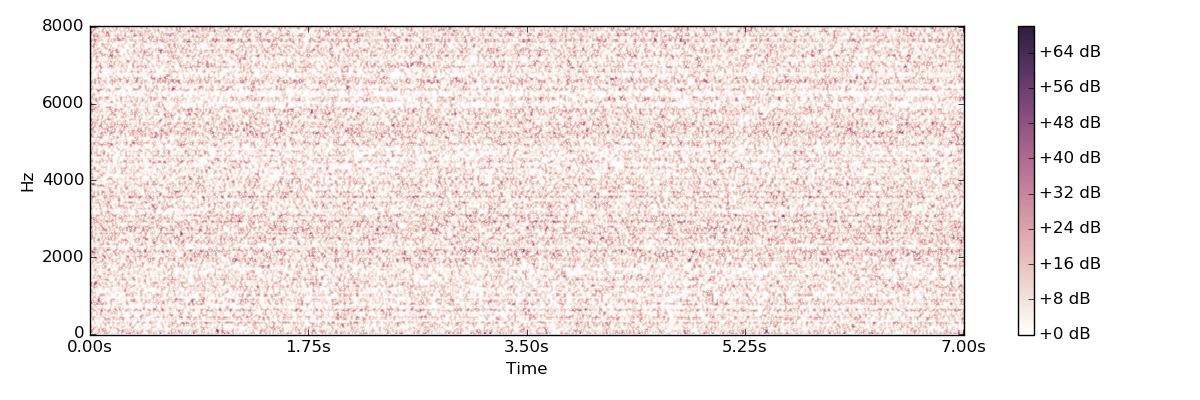 8000
6000
4000
2000
0
Hz
0.00s 1.75s 3.50s 5.25s 7.00s
Time
+64 dB
+56 dB
+48 dB
+40 dB
+32 dB
+24 dB
+16 dB
+8 dB
+0 dB